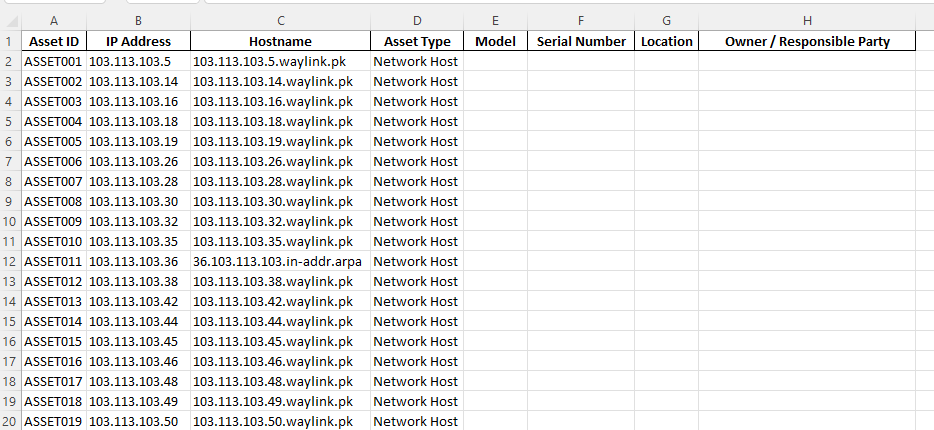 A B C D E F G H
1 Asset ID IP Address Hostname Asset Type Model Serial Number Location Owner / Responsible Party
2 ASSET001 103.113.103.5 103.113.103.5.waylink.pk Network Host
3 ASSET002 103.113.103.14 103.113.103.14.waylink.pk Network Host
4 ASSET003 103.113.103.16 103.113.103.16.waylink.pk Network Host
5 ASSET004 103.113.103.18 103.113.103.18.waylink.pk Network Host
6 ASSET005 103.113.103.19 103.113.103.19.waylink.pk Network Host
7 ASSET006 103.113.103.26 103.113.103.26.waylink.pk Network Host
8 ASSET007 103.113.103.28 103.113.103.28.waylink.pk Network Host
9 ASSET008 103.113.103.30 103.113.103.30.waylink.pk Network Host
10 ASSET009 103.113.103.32 103.113.103.32.waylink.pk Network Host
11 ASSET010 103.113.103.35 103.113.103.35.waylink.pk Network Host
12 ASSET011 103.113.103.36 36.103.113.103.in-addr.arpa Network Host
13 ASSET012 103.113.103.38 103.113.103.38.waylink.pk Network Host
14 ASSET013 103.113.103.42 103.113.103.42.waylink.pk Network Host
15 ASSET014 103.113.103.44 103.113.103.44.waylink.pk Network Host
16 ASSET015 103.113.103.45 103.113.103.45.waylink.pk Network Host
17 ASSET016 103.113.103.46 103.113.103.46.waylink.pk Network Host
18 ASSET017 103.113.103.48 103.113.103.48.waylink.pk Network Host
19 ASSET018 103.113.103.49 103.113.103.49.waylink.pk Network Host
20 ASSET019 103.113.103.50 103.113.103.50.waylink.pk Network Host